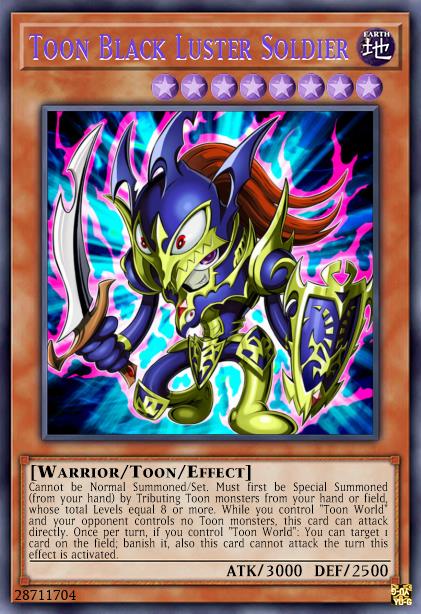 Toon Black Luster Soldier
EARTH
地
[Warrior/Toon/Effect]
Cannot be Normal Summoned/Set. Must first be Special Summoned
(from your hand) by Tributing Toon monsters from your hand or field,
whose total Levels equal 8 or more. While you control "Toon World"
and your opponent controls no Toon monsters, this card can attack
directly. Once per turn, if you control "Toon World": You can target 1
card on the field; banish it, also this card cannot attack the turn this
effect is activated.
ATK/3000 DEF/2500
28711704